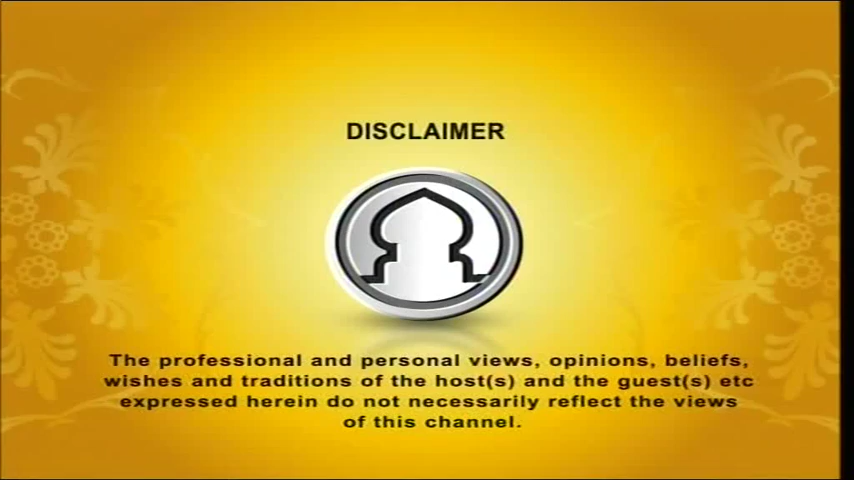 DISCLAIMER
The professional and personal views, opinions, beliefs,
wishes and traditions of the host(s) and the guest(s) etc
expressed herein do not necessarily reflect the views
of this channel.